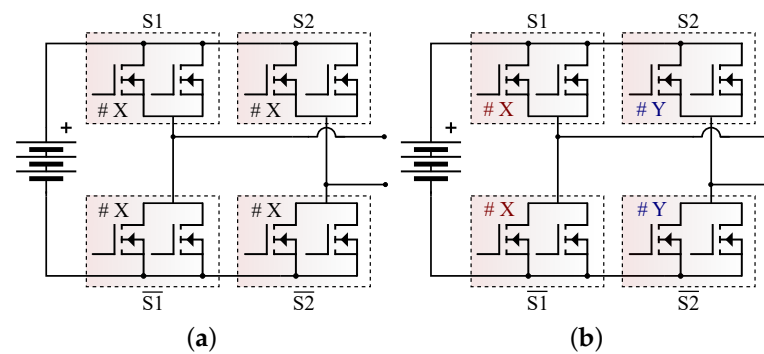 S1 S2 S1 S2
# X # X # X # Y
+ +
# X # X # X # Y
S1 S2 S1 S2
(a) (b)